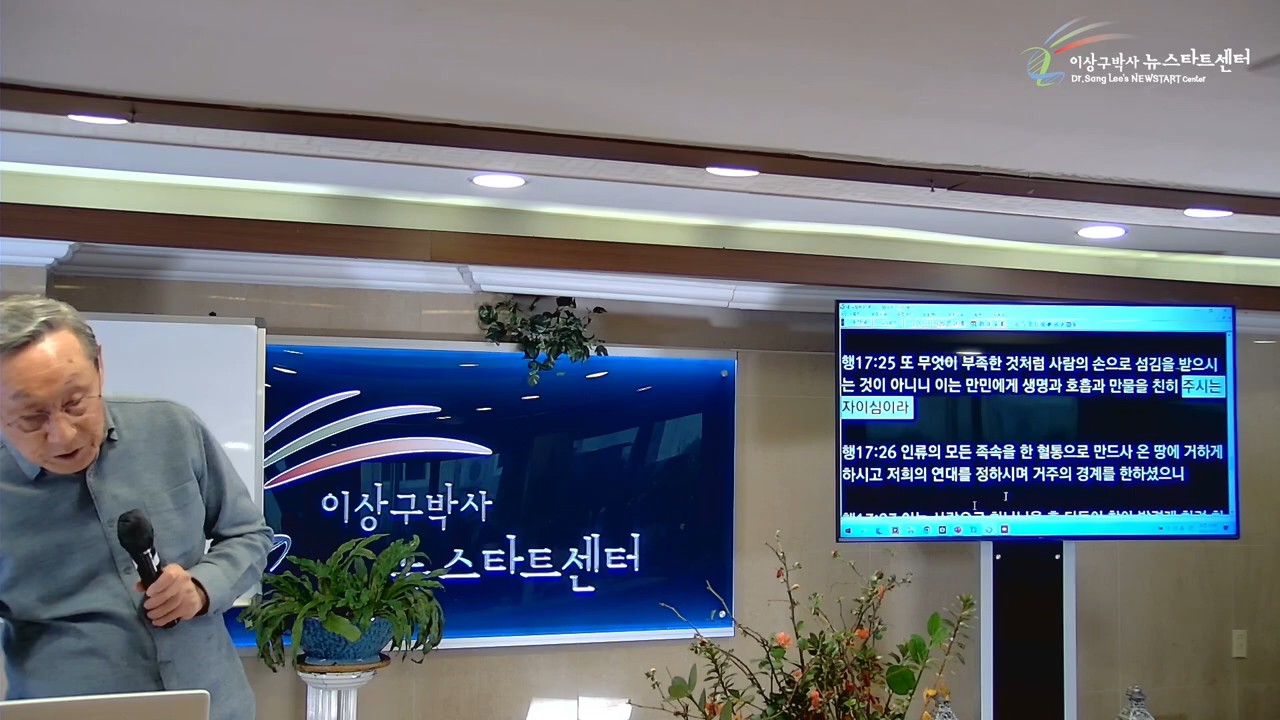 이상구박사 뉴스타트센터
Dr. Sang Lee's NEWSTART Center
행17:25 또 무엇이 부족한 것처럼 사람의 손으로 섬김을 받으시
는 것이 아니니 이는 만민에게 생명과 호흡과 만물을 친히 주시는
자이심이라
행17:26 인류의 모든 족속을 한 혈통으로 만드사 온 땅에 거하게
하시고 저희의 연대를 정하시며 거주의 경계를 한하셨으니
이상구박사
뉴스타트센터